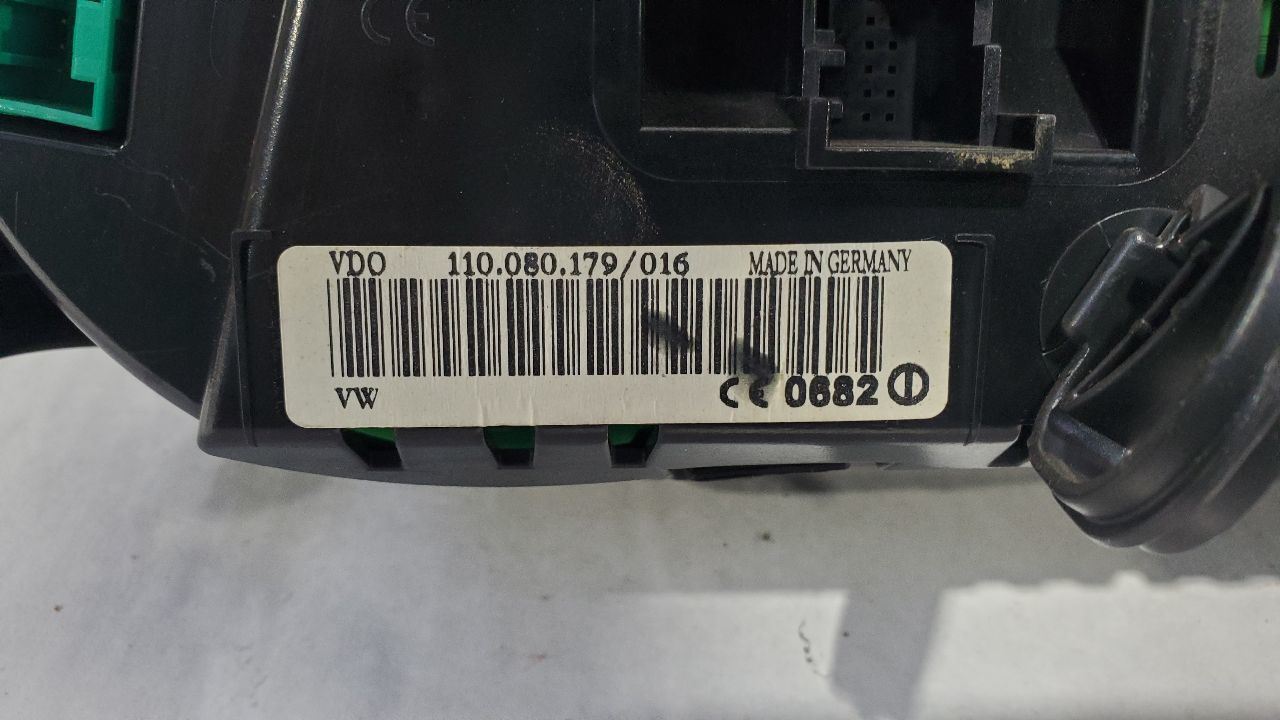 CE
VDO 110.080.179/016 MADE IN GERMANY
VW
CE 0682